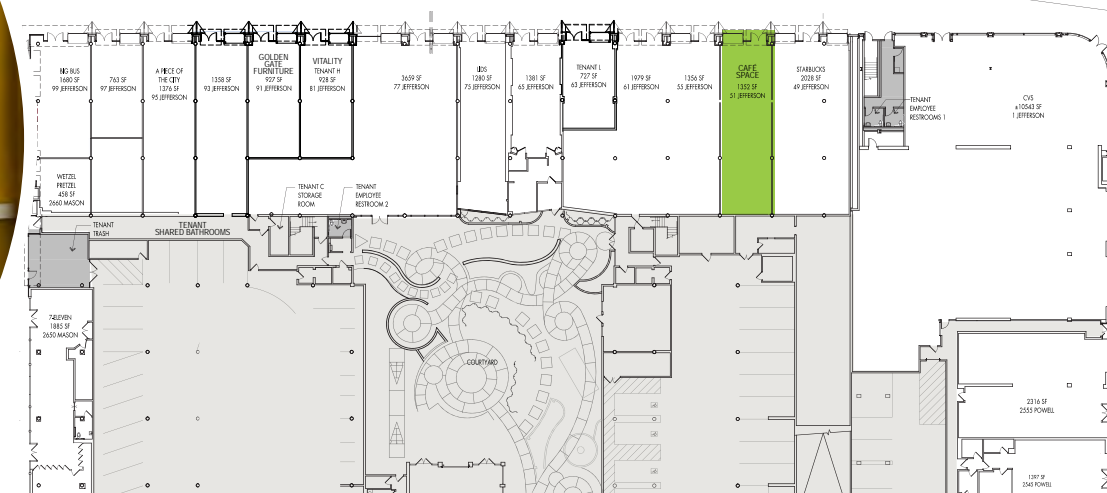 BIG BUS
1680 SF
99 JEFFERSON
763 SF
97 JEFFERSON
A PIECE OF
THE CITY
1376 SF
95 JEFFERSON
1358 SF
93 JEFFERSON
GOLDEN
GATE
FURNITURE
927 SF
91 JEFFERSON
VITALITY
TENANT H
928 SF
81 JEFFERSON
3659 SF
77 JEFFERSON
LIDS
1280 SF
75 JEFFERSON
1381 SF
65 JEFFERSON
TENANT L
727 SF
63 JEFFERSON
1979 SF
61 JEFFERSON
1356 SF
55 JEFFERSON
CAFÉ
SPACE
1352 SF
51 JEFFERSON
STARBUCKS
2028 SF
49 JEFFERSON
TENANT
EMPLOYEE
RESTROOMS 1
CVS
±10543 SF
1 JEFFERSON
WETZEL
PRETZEL
458 SF
2660 MASON
TENANT C
STORAGE
ROOM
TENANT
EMPLOYEE
RESTROOM 2
TENANT
TRASH
TENANT
SHARED BATHROOMS
7-ELEVEN
1885 SF
2650 MASON
COURTYARD
2316 SF
2555 POWELL
1397 SF
2545 POWELL